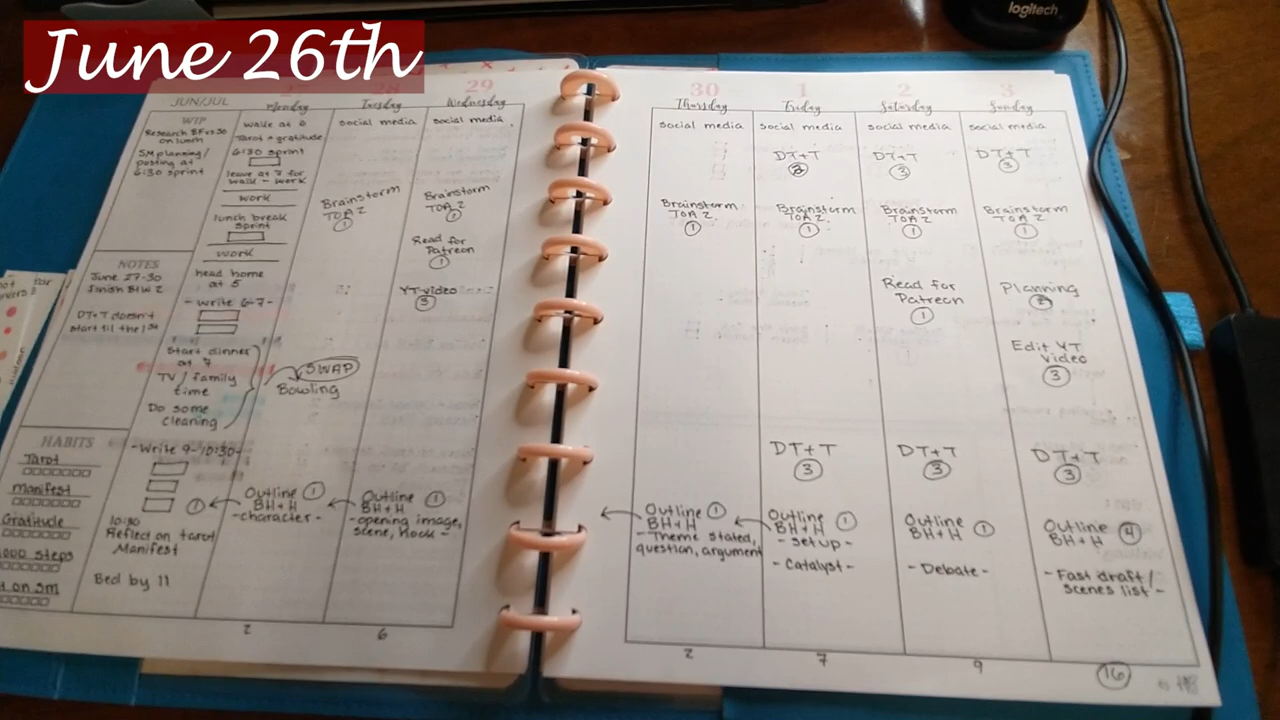 June 26th
logitech
JUN/JUL
WIP
Research
on lunch
SM planning/
posting at
6:30 sprint
NOTES
June 27-30
finish
DT+T doesn't
start til the 1st
HABITS
Tarot
Manifest
Gratitude
000 steps
t on sm
27
Monday
walk at 6
Tarot + gratitude
6:30 sprint
leave at 7 for
walk - work
work
lunch break
sprint
work
head home
at 5
- Write 6-7 -
Start dinner
at 7
TV / family
time
Do some
cleaning
- Write 9-10:30 -
1
10:30
Reflect on tarot
Manifest
Bed by 11
28
Tuesday
social media
Brainstorm
TOA 2
1
SWAP
Bowling
Outline 1
BH+H
- character -
2
29
Wednesday
social media
Brainstorm
TOA 2
1
Read for
Patreon
1
YT video
3
Outline 1
BH+H
- opening image,
scene, hook -
6
30
Thursday
social media
Brainstorm
TOA 2
1
Outline 1
BH+H
- Theme stated,
question, argument
2
1
Friday
social media
DT+T
Brainstorm
TOA 2
1
DT+T
3
Outline 1
BH+H
- set up -
- Catalyst -
7
2
Saturday
social media
DT+T
3
Brainstorm
TOA 2
1
Read for
Patreon
1
DT+T
3
Outline 1
BH+H
- Debate -
9
3
Sunday
social media
DT+T
3
Brainstorm
TOA 2
1
Planning
Edit YT
video
3
DT+T
3
Outline 4
BH+H
- Fast draft /
scenes list -
16